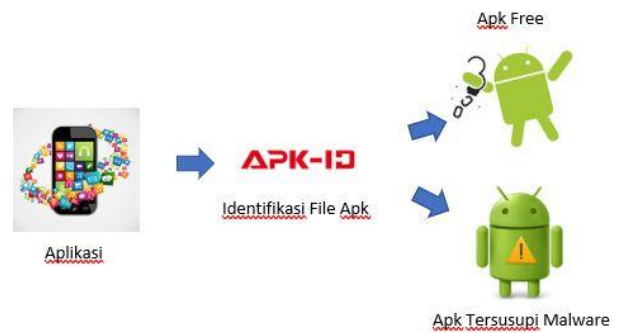 Apk Free
APK-ID
Identifikasi File Apk
Aplikasi
Apk Tersusupi Malware